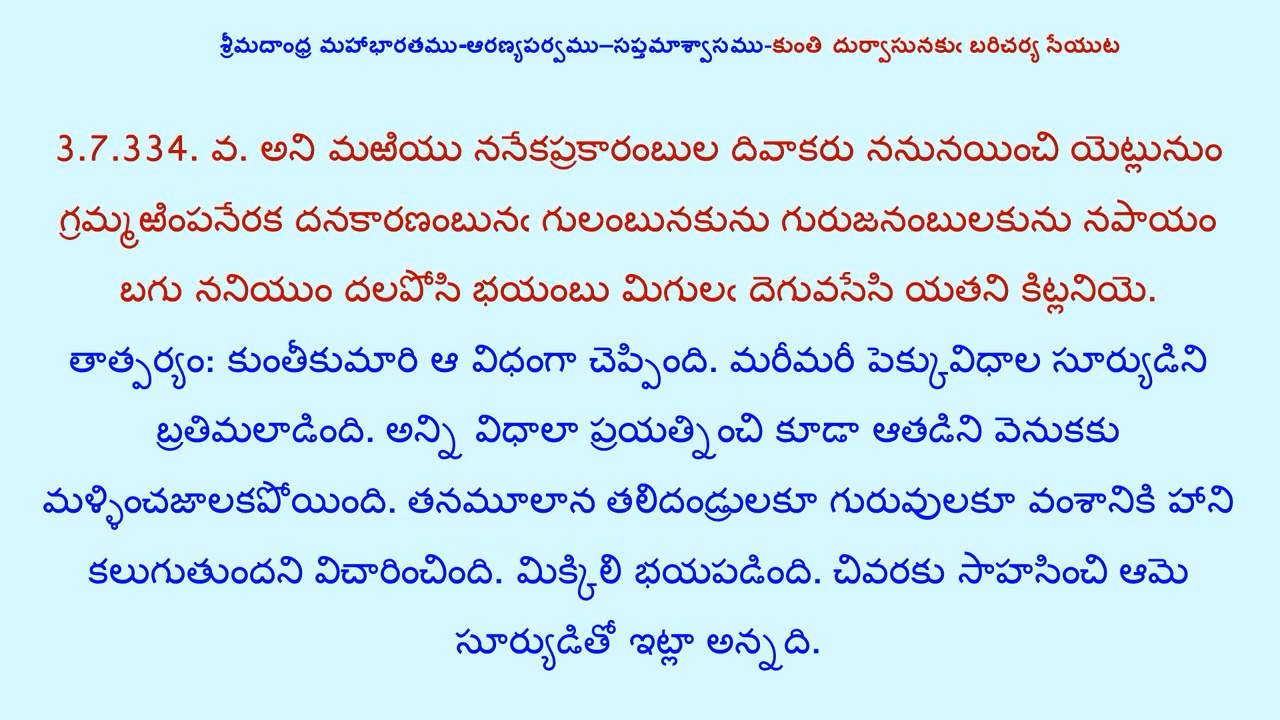 శ్రీమదాంధ్ర మహాభారతము-ఆరణ్యపర్వము–సప్తమాశ్వాసము-కుంతి దుర్వాసునకుఁ బరిచర్య సేయుట
3.7.334. వ. అని మఱియు ననేకప్రకారంబుల దివాకరు ననునయించి యెట్లునుం
గ్రమ్మఱింపనేరక దనకారణంబునఁ గులంబునకును గురుజనంబులకును నపాయం
బగు ననియుం దలపోసి భయంబు మిగులఁ దెగువసేసి యతని కిట్లనియె.
తాత్పర్యం: కుంతీకుమారి ఆ విధంగా చెప్పింది. మరీమరీ పెక్కువిధాల సూర్యుడిని
బ్రతిమలాడింది. అన్ని విధాలా ప్రయత్నించి కూడా ఆతడిని వెనుకకు
మళ్ళించజాలకపోయింది. తనమూలాన తలిదండ్రులకూ గురువులకూ వంశానికి హాని
కలుగుతుందని విచారించింది. మిక్కిలి భయపడింది. చివరకు సాహసించి ఆమె
సూర్యుడితో ఇట్లా అన్నది.